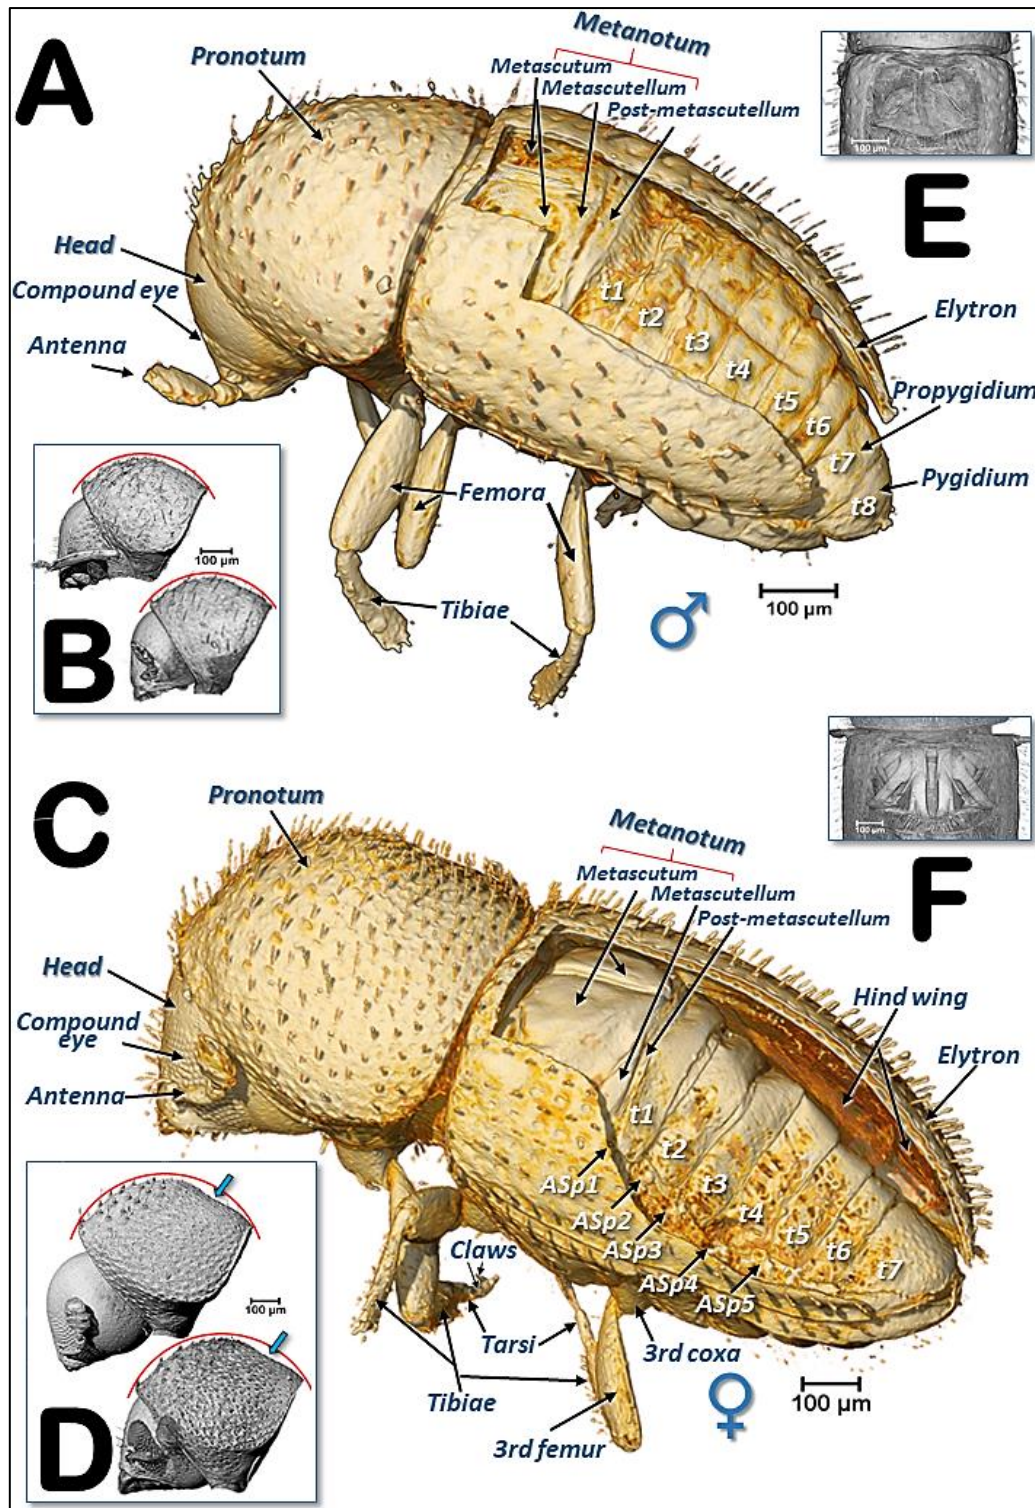 A
Metanotum
Pronotum
Metascutum
Metascutellum
Post-metascutellum
100 µm
E
Head
Compound eye
Antenna
t1
t2
t3
t4
t5
t6
t7
t8
Elytron
Propygidium
Pygidium
Femora
Tibiae
100 µm
♂
100 µm
B
C
Pronotum
Metanotum
Metascutum
Metascutellum
Post-metascutellum
100 µm
F
Head
Compound
eye
Antenna
Hind wing
Elytron
t1
t2
t3
t4
t5
t6
t7
ASp1
ASp2
ASp3
ASp4
ASp5
Claws
Tarsi
Tibiae
3rd coxa
3rd femur
100 µm
♀
100 µm
D